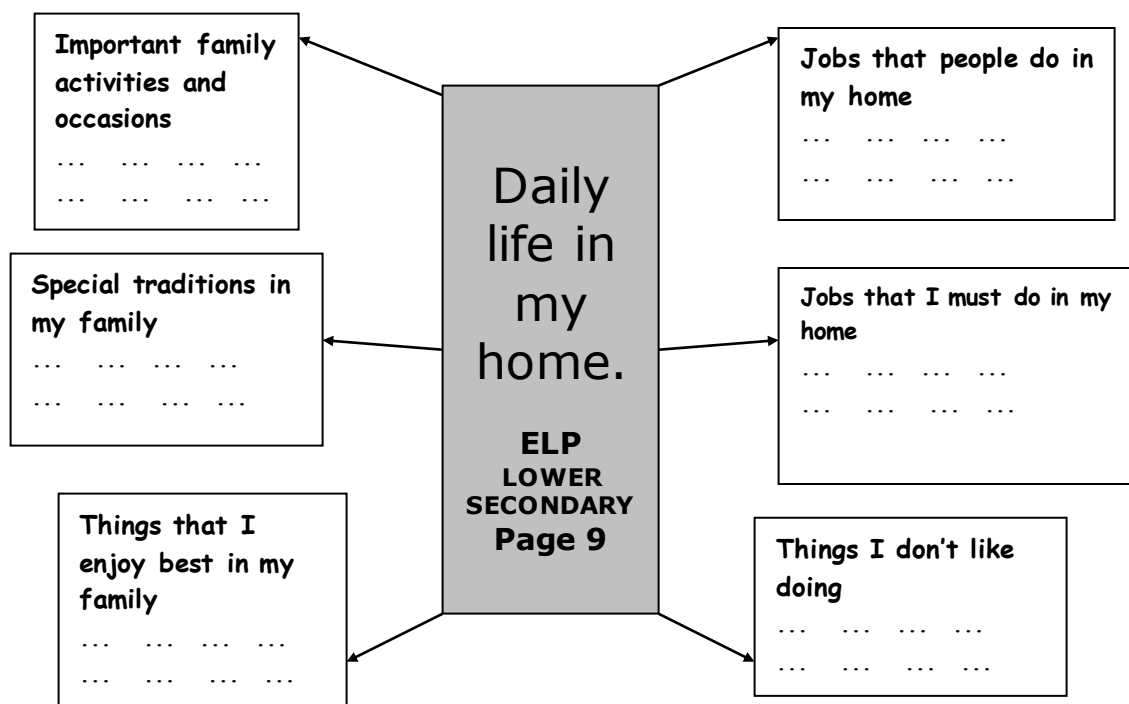 Important family
activities and
occasions
... ... ... ...
... ... ... ...
Special traditions in
my family
... ... ... ...
... ... ... ...
Things that I
enjoy best in my
family
... ... ... ...
... ... ... ...
Daily
life in
my
home.
ELP
LOWER
SECONDARY
Page 9
Jobs that people do in
my home
... ... ... ...
... ... ... ...
Jobs that I must do in my
home
... ... ... ...
... ... ... ...
Things I don't like
doing
... ... ... ...
... ... ... ...